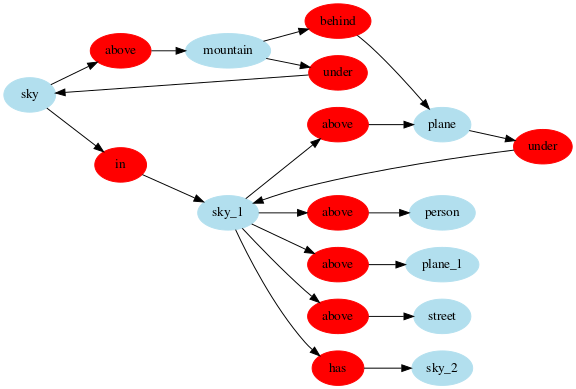 behind
above
mountain
under
sky
above
plane
under
in
sky_1
above
person
above
plane_1
above
street
has
sky_2